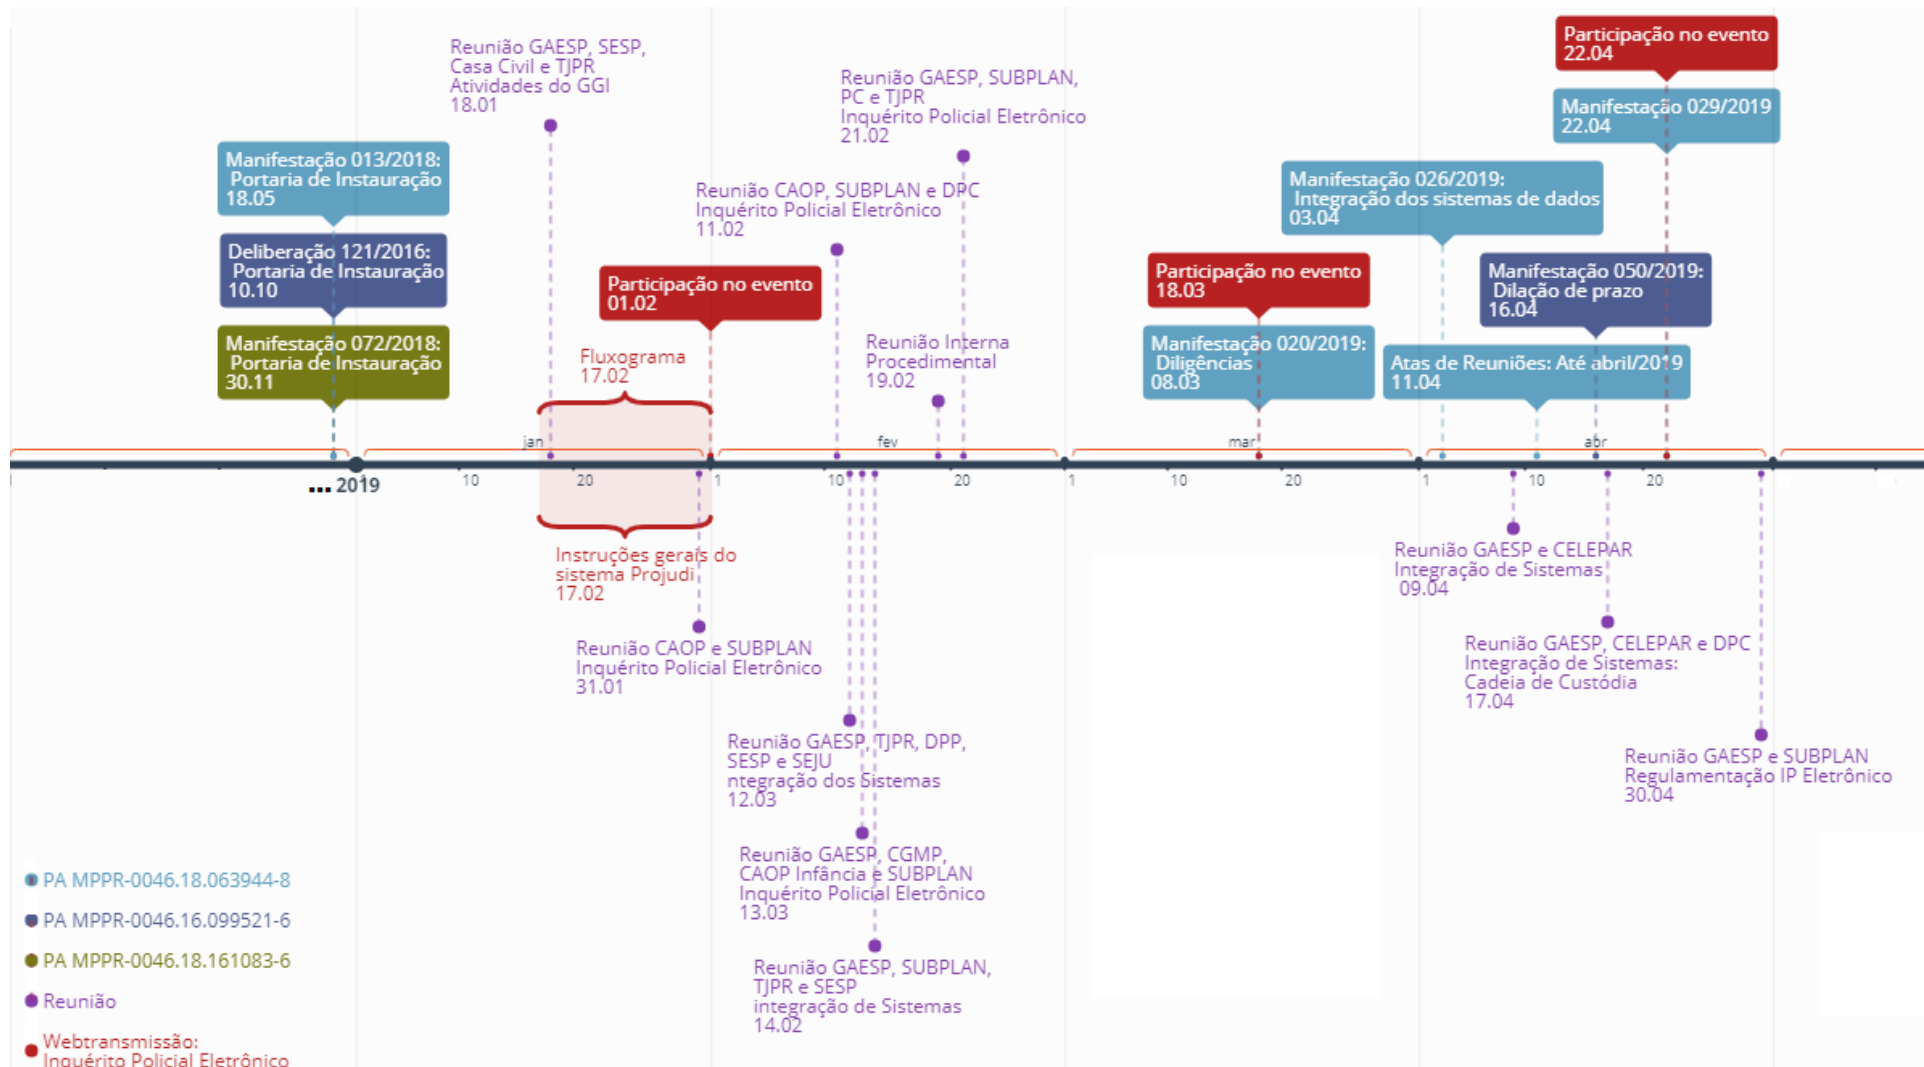 Reunião GAESP, SESP,
Casa Civil e TJPR
Atividades do GGI
18.01
Reunião GAESP, SUBPLAN,
PC e TJPR
Inquérito Policial Eletrônico
21.02
Participação no evento
22.04
Manifestação 029/2019
22.04
Manifestação 013/2018:
Portaria de Instauração
18.05
Reunião CAOP, SUBPLAN e DPC
Inquérito Policial Eletrônico
11.02
Manifestação 026/2019:
Integração dos sistemas de dados
03.04
Deliberação 121/2016:
Portaria de Instauração
10.10
Participação no evento
01.02
Participação no evento
18.03
Manifestação 050/2019:
Dilação de prazo
16.04
Manifestação 072/2018:
Portaria de Instauração
30.11
Fluxograma
17.02
Reunião Interna
Procedimental
19.02
Manifestação 020/2019:
Diligências
08.03
Atas de Reuniões: Até abril/2019
11.04
jan
fev
mar
abr
... 2019
10
20
1
10
20
1
10
20
1
10
20
Instruções gerais do
sistema Projudi
17.02
Reunião CAOP e SUBPLAN
Inquérito Policial Eletrônico
31.01
Reunião GAESP e CELEPAR
Integração de Sistemas
09.04
Reunião GAESP, CELEPAR e DPC
Integração de Sistemas:
Cadeia de Custódia
17.04
Reunião GAESP, TJPR, DPP,
SESP e SEJU
ntegração dos Sistemas
12.03
Reunião GAESP e SUBPLAN
Regulamentação IP Eletrônico
30.04
Reunião GAESP, CGMP,
CAOP Infância e SUBPLAN
Inquérito Policial Eletrônico
13.03
Reunião GAESP, SUBPLAN,
TJPR e SESP
integração de Sistemas
14.02
PA MPPR-0046.18.063944-8
PA MPPR-0046.16.099521-6
PA MPPR-0046.18.161083-6
Reunião
Webtransmissão:
Inquérito Policial Eletrônico